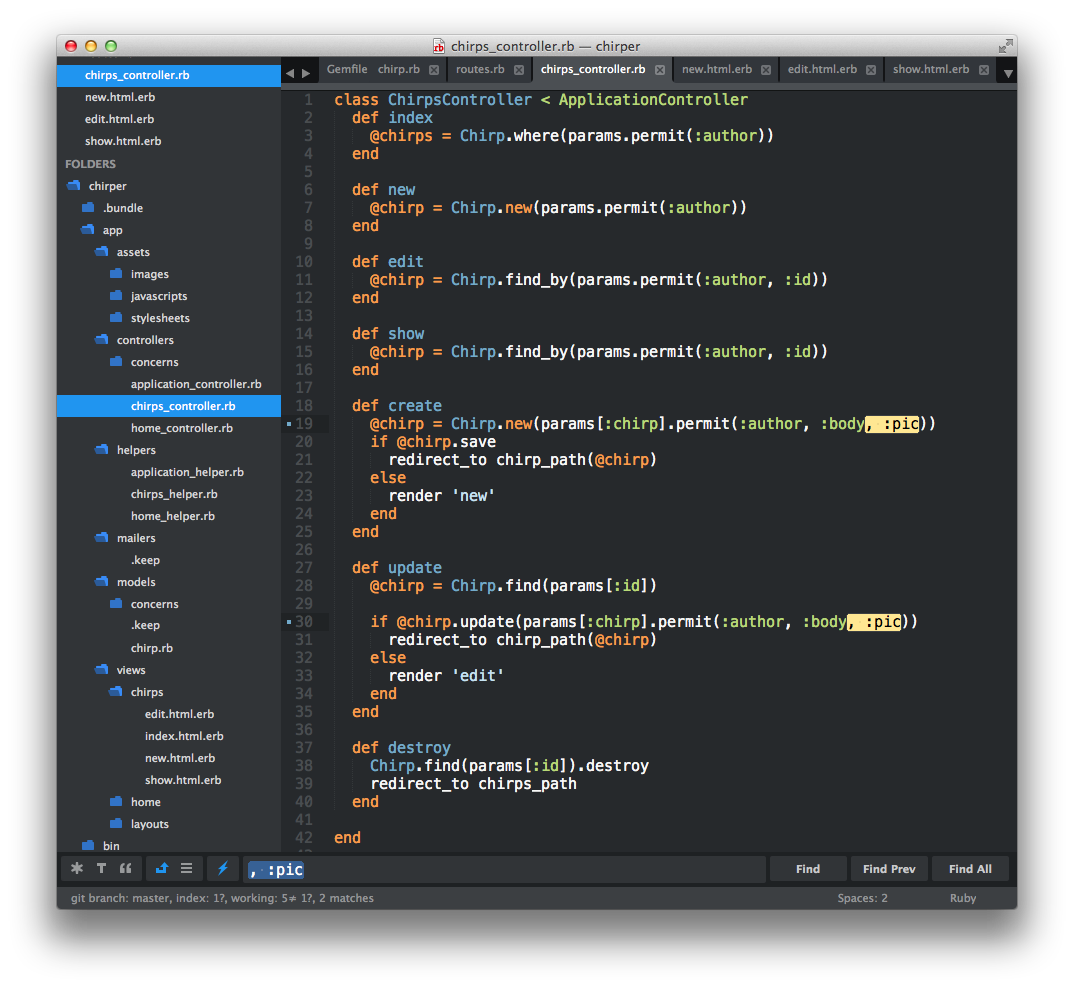 chirps_controller.rb — chirper
chirps_controller.rb
new.html.erb
edit.html.erb
show.html.erb
FOLDERS
chirper
.bundle
app
assets
images
javascripts
stylesheets
controllers
concerns
application_controller.rb
chirps_controller.rb
home_controller.rb
helpers
application_helper.rb
chirps_helper.rb
home_helper.rb
mailers
.keep
models
concerns
.keep
chirp.rb
views
chirps
edit.html.erb
index.html.erb
new.html.erb
show.html.erb
home
layouts
bin
Gemfile chirp.rb routes.rb chirps_controller.rb new.html.erb edit.html.erb show.html.erb
1 class ChirpsController < ApplicationController
2 def index
3 @chirps = Chirp.where(params.permit(:author))
4 end
5
6 def new
7 @chirp = Chirp.new(params.permit(:author))
8 end
9
10 def edit
11 @chirp = Chirp.find_by(params.permit(:author, :id))
12 end
13
14 def show
15 @chirp = Chirp.find_by(params.permit(:author, :id))
16 end
17
18 def create
19 @chirp = Chirp.new(params[:chirp].permit(:author, :body, :pic))
20 if @chirp.save
21 redirect_to chirp_path(@chirp)
22 else
23 render 'new'
24 end
25 end
26
27 def update
28 @chirp = Chirp.find(params[:id])
29
30 if @chirp.update(params[:chirp].permit(:author, :body, :pic))
31 redirect_to chirp_path(@chirp)
32 else
33 render 'edit'
34 end
35 end
36
37 def destroy
38 Chirp.find(params[:id]).destroy
39 redirect_to chirps_path
40 end
41
42 end
, :pic
Find Find Prev Find All
git branch: master, index: 1?, working: 5≠ 1?, 2 matches Spaces: 2 Ruby